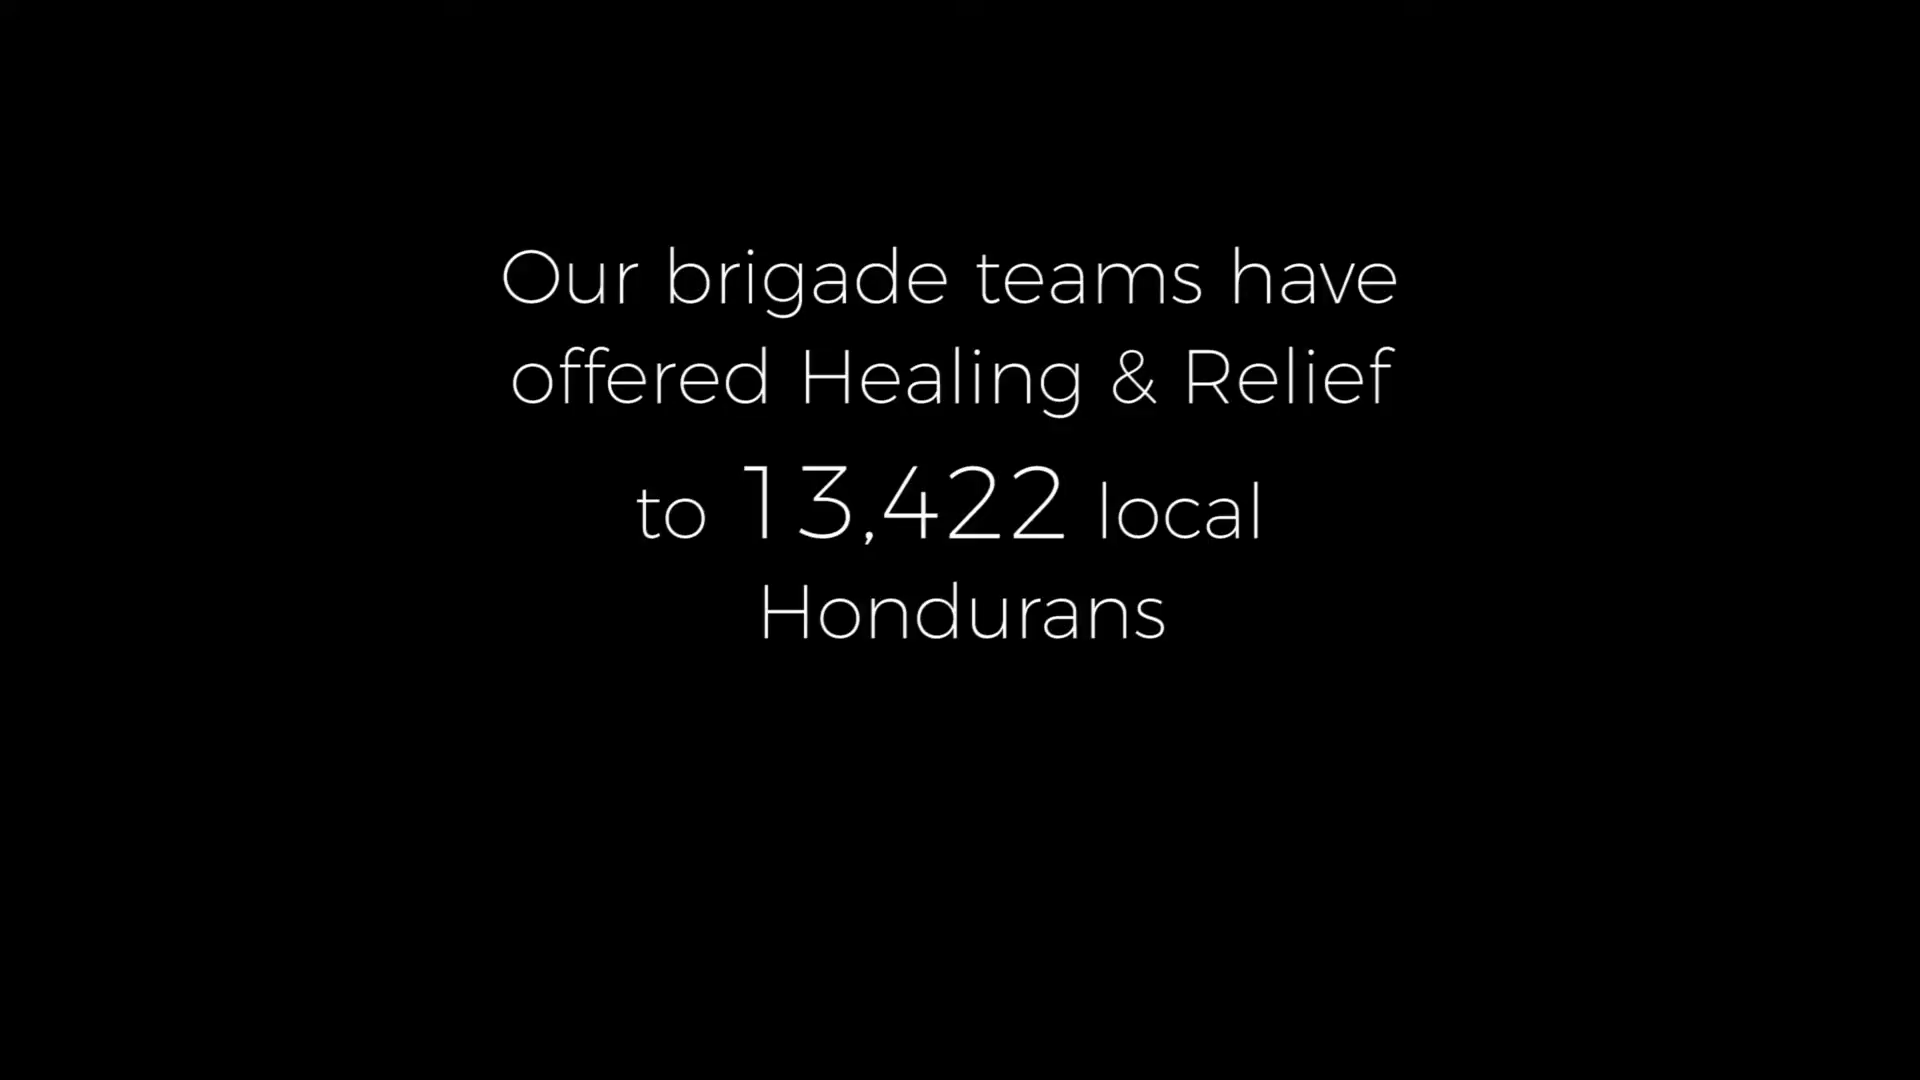 Our brigade teams have
offered Healing & Relief
to 13,422 local
Hondurans